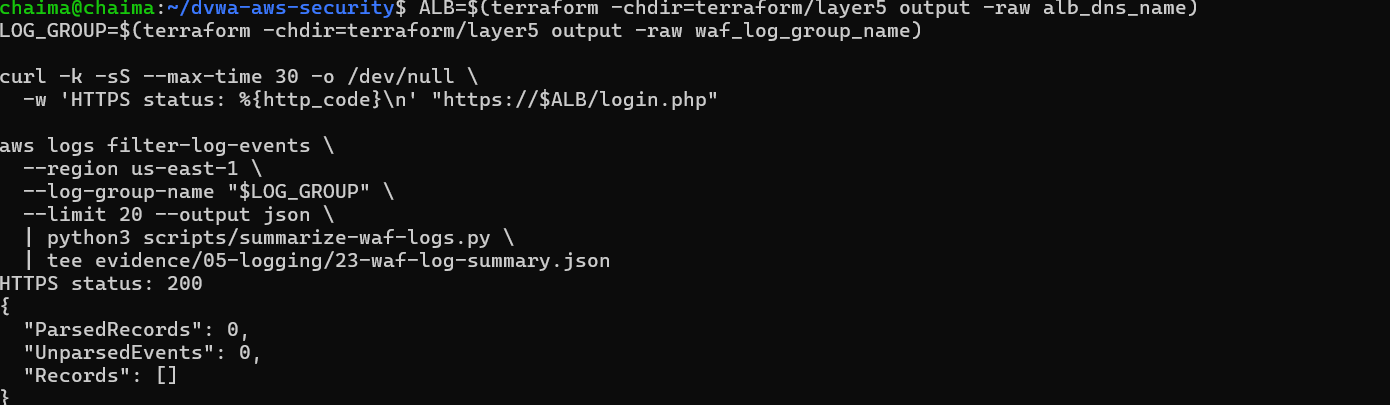 chaima@chaima:~/dvwa-aws-security$ ALB=$(terraform -chdir=terraform/layer5 output -raw alb_dns_name)
LOG_GROUP=$(terraform -chdir=terraform/layer5 output -raw waf_log_group_name)

curl -k -sS --max-time 30 -o /dev/null \
  -w 'HTTPS status: %{http_code}\n' "https://$ALB/login.php"

aws logs filter-log-events \
  --region us-east-1 \
  --log-group-name "$LOG_GROUP" \
  --limit 20 --output json \
  | python3 scripts/summarize-waf-logs.py \
  | tee evidence/05-logging/23-waf-log-summary.json
HTTPS status: 200
{
  "ParsedRecords": 0,
  "UnparsedEvents": 0,
  "Records": []
}